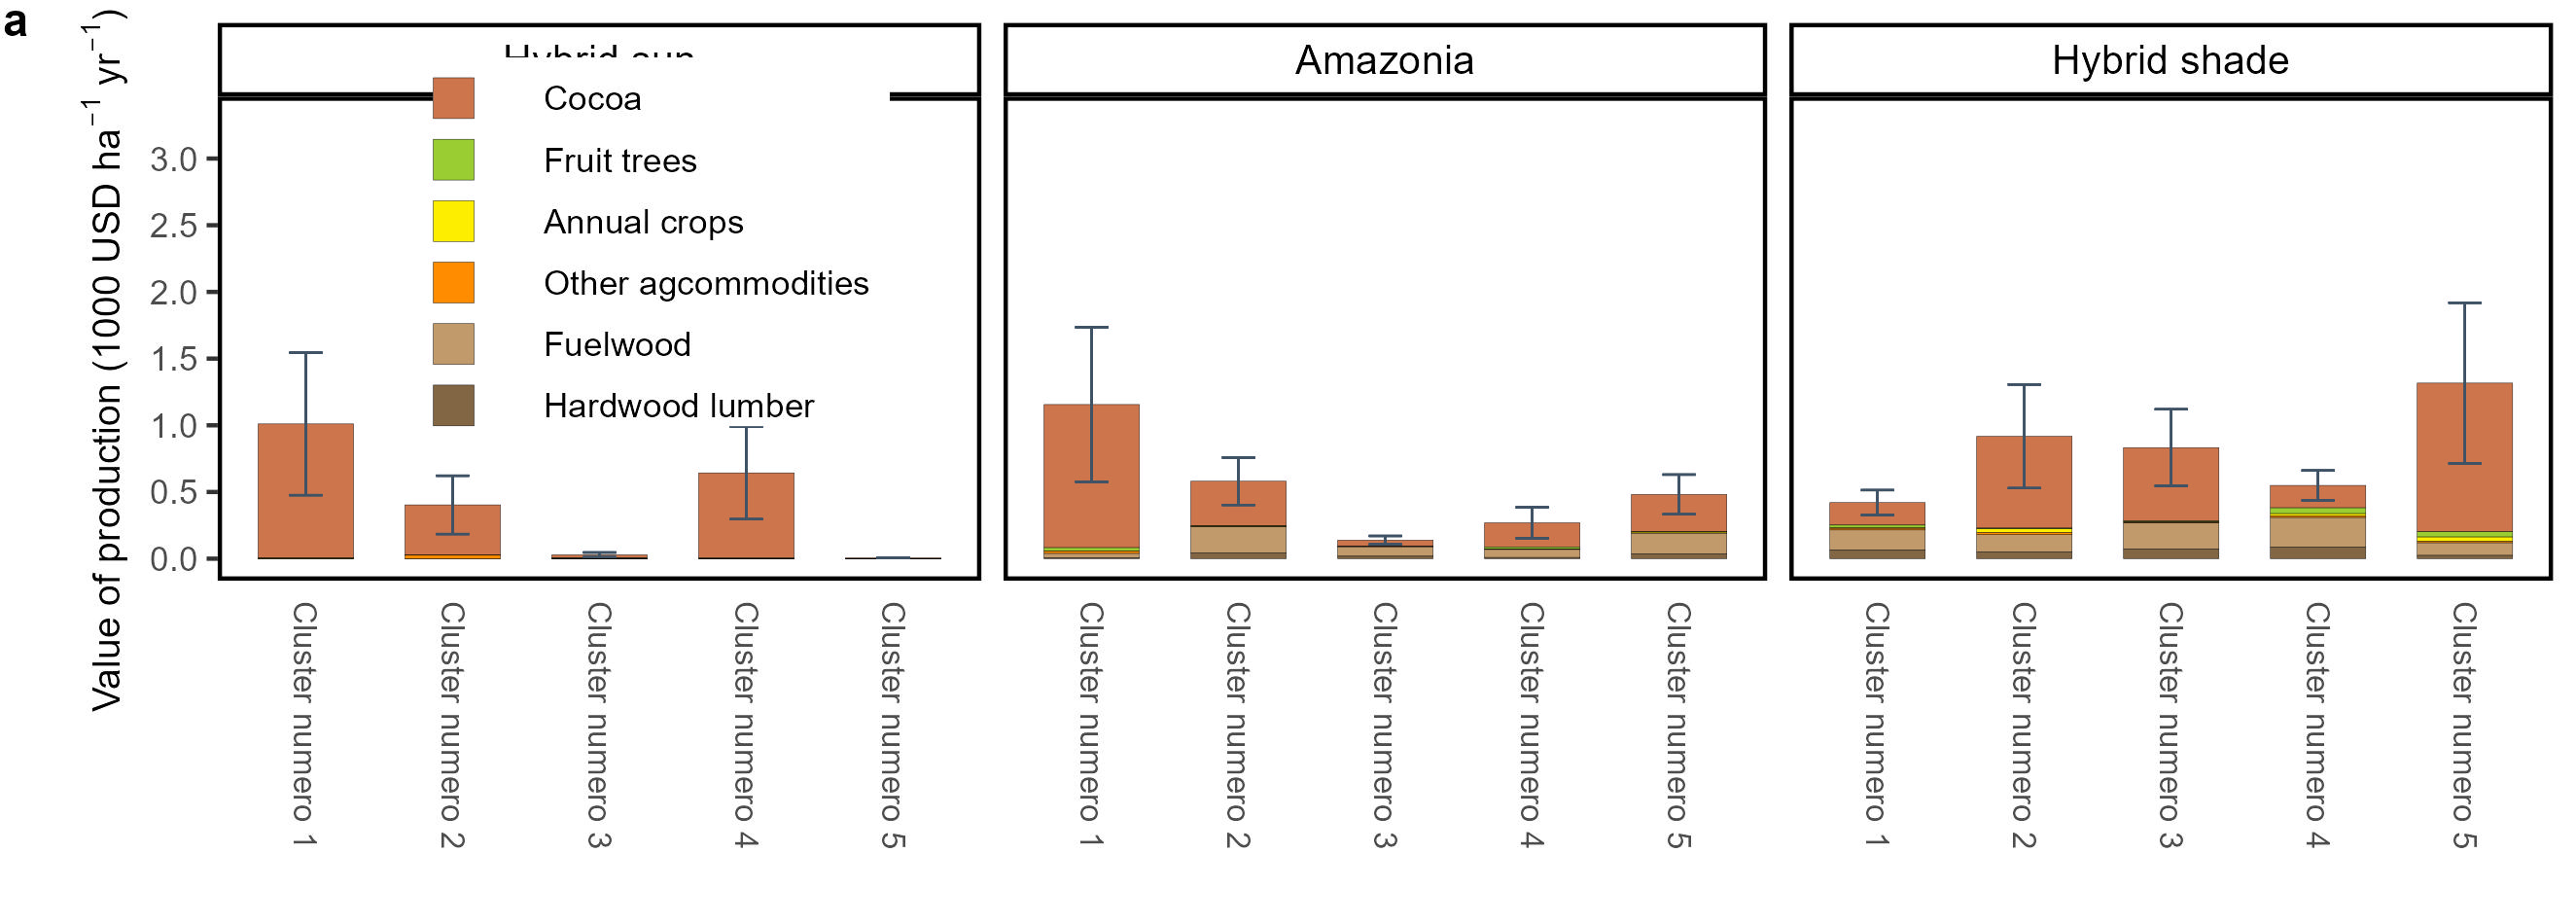 a
Value of production (1000 USD ha⁻¹ yr⁻¹)
Hybrid
Amazonia
Hybrid shade
Cocoa
Fruit trees
Annual crops
Other agcommodities
Fuelwood
Hardwood lumber
3.0
2.5
2.0
1.5
1.0
0.5
0.0
Cluster numero 1
Cluster numero 2
Cluster numero 3
Cluster numero 4
Cluster numero 5
Cluster numero 1
Cluster numero 2
Cluster numero 3
Cluster numero 4
Cluster numero 5
Cluster numero 1
Cluster numero 2
Cluster numero 3
Cluster numero 4
Cluster numero 5